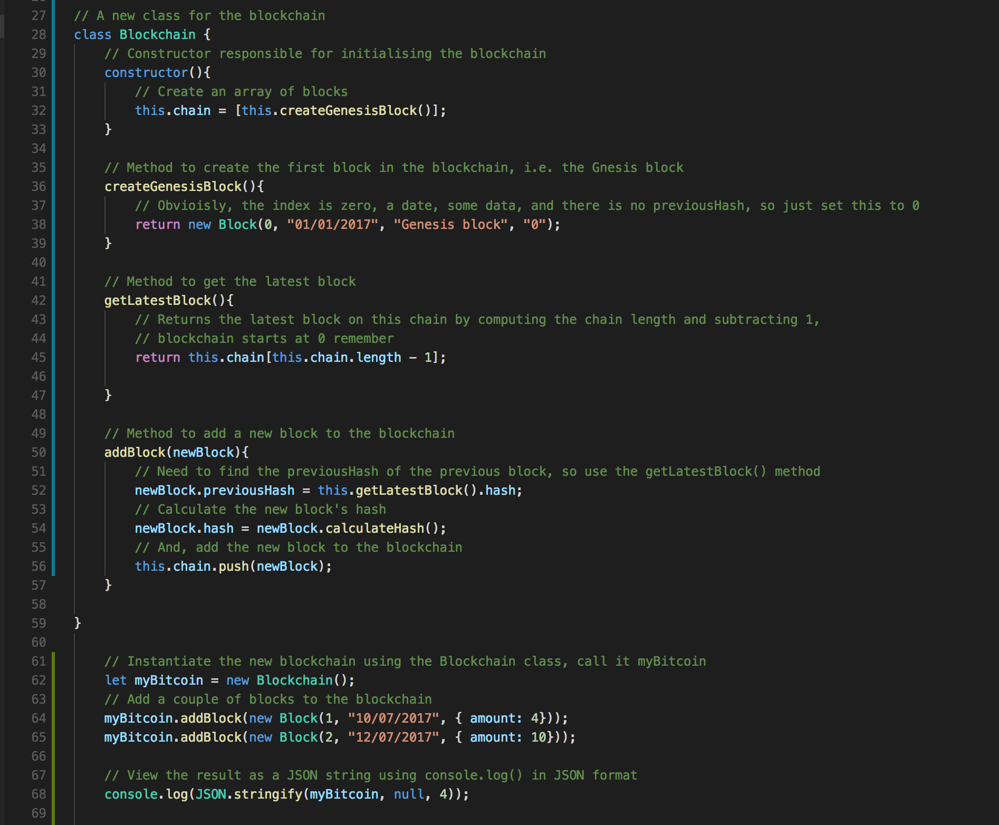 27 // A new class for the blockchain
28 class Blockchain {
29 // Constructor responsible for initialising the blockchain
30 constructor(){
31 // Create an array of blocks
32 this.chain = [this.createGenesisBlock()];
33 }
34
35 // Method to create the first block in the blockchain, i.e. the Gnesis block
36 createGenesisBlock(){
37 // Obvioisly, the index is zero, a date, some data, and there is no previousHash, so just set this to 0
38 return new Block(0, "01/01/2017", "Genesis block", "0");
39 }
40
41 // Method to get the latest block
42 getLatestBlock(){
43 // Returns the latest block on this chain by computing the chain length and subtracting 1,
44 // blockchain starts at 0 remember
45 return this.chain[this.chain.length - 1];
46
47 }
48
49 // Method to add a new block to the blockchain
50 addBlock(newBlock){
51 // Need to find the previousHash of the previous block, so use the getLatestBlock() method
52 newBlock.previousHash = this.getLatestBlock().hash;
53 // Calculate the new block's hash
54 newBlock.hash = newBlock.calculateHash();
55 // And, add the new block to the blockchain
56 this.chain.push(newBlock);
57 }
58
59 }
60
61 // Instantiate the new blockchain using the Blockchain class, call it myBitcoin
62 let myBitcoin = new Blockchain();
63 // Add a couple of blocks to the blockchain
64 myBitcoin.addBlock(new Block(1, "10/07/2017", { amount: 4}));
65 myBitcoin.addBlock(new Block(2, "12/07/2017", { amount: 10}));
66
67 // View the result as a JSON string using console.log() in JSON format
68 console.log(JSON.stringify(myBitcoin, null, 4));
69